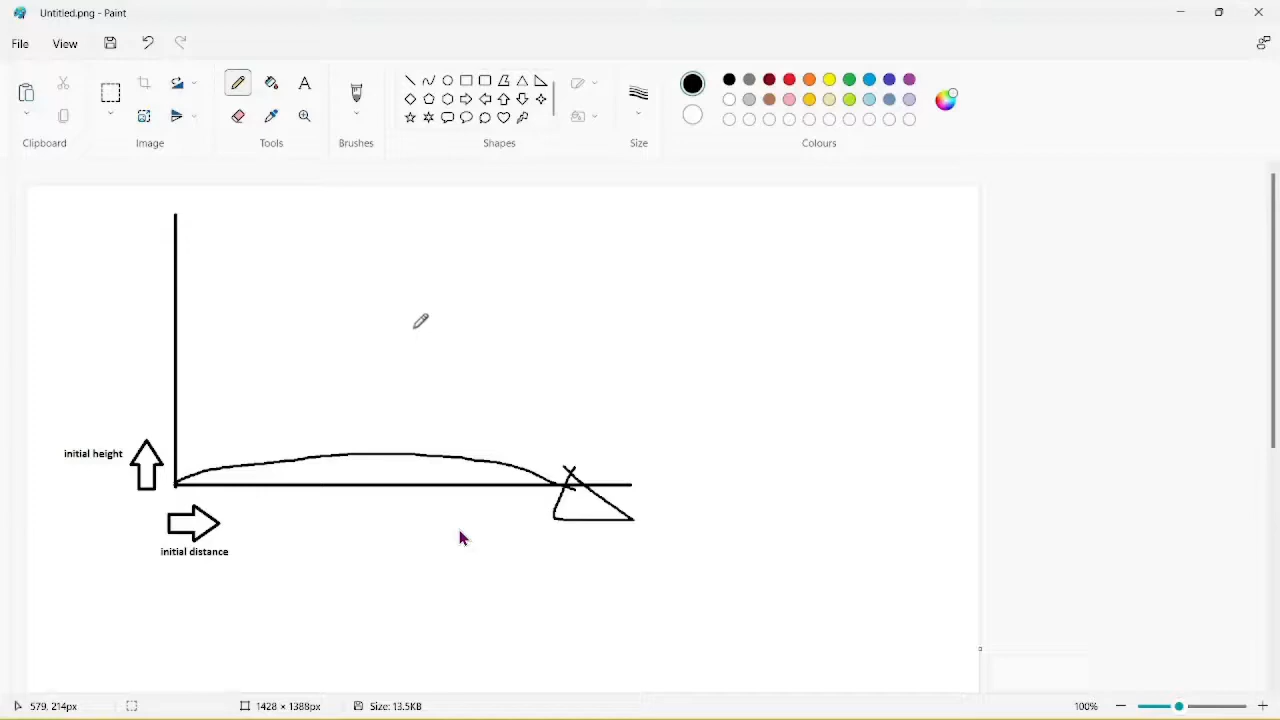 Untitled.png - Paint
File View
Clipboard Image Tools Brushes Shapes Size Colours
initial height
initial distance
579, 214px 1428 × 1388px Size: 13.5KB 100%